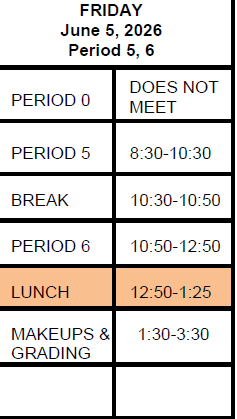 FRIDAY
June 5, 2026
Period 5, 6
PERIOD 0
DOES NOT
MEET
PERIOD 5
8:30-10:30
BREAK
10:30-10:50
PERIOD 6
10:50-12:50
LUNCH
12:50-1:25
MAKEUPS &
GRADING
1:30-3:30